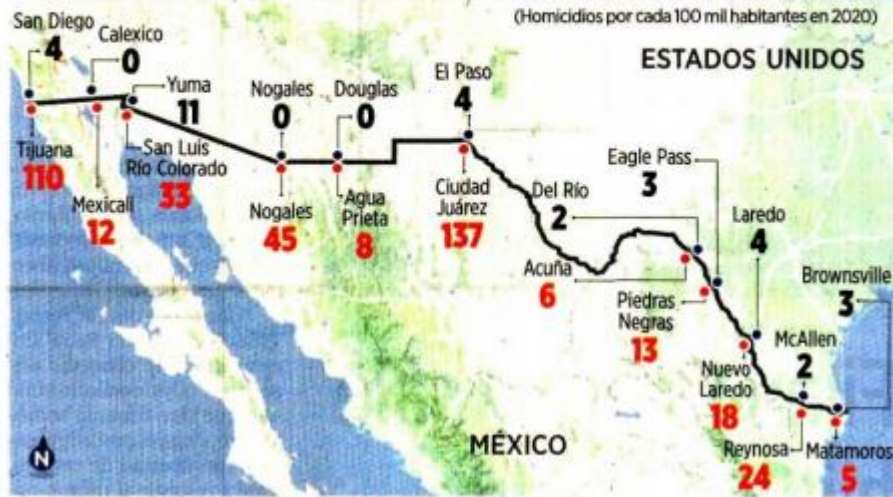 (Homicidios por cada 100 mil habitantes en 2020)
ESTADOS UNIDOS
San Diego
4
Calexico
0
Yuma
11
Nogales
0
Douglas
0
El Paso
4
Del Río
2
Eagle Pass
3
Laredo
4
McAllen
2
Brownsville
3
Tijuana
110
Mexicali
12
San Luis
Río Colorado
33
Nogales
45
Agua
Prieta
8
Ciudad
Juárez
137
Acuña
6
Piedras
Negras
13
Nuevo
Laredo
18
Reynosa
24
Matamoros
5
MÉXICO
N